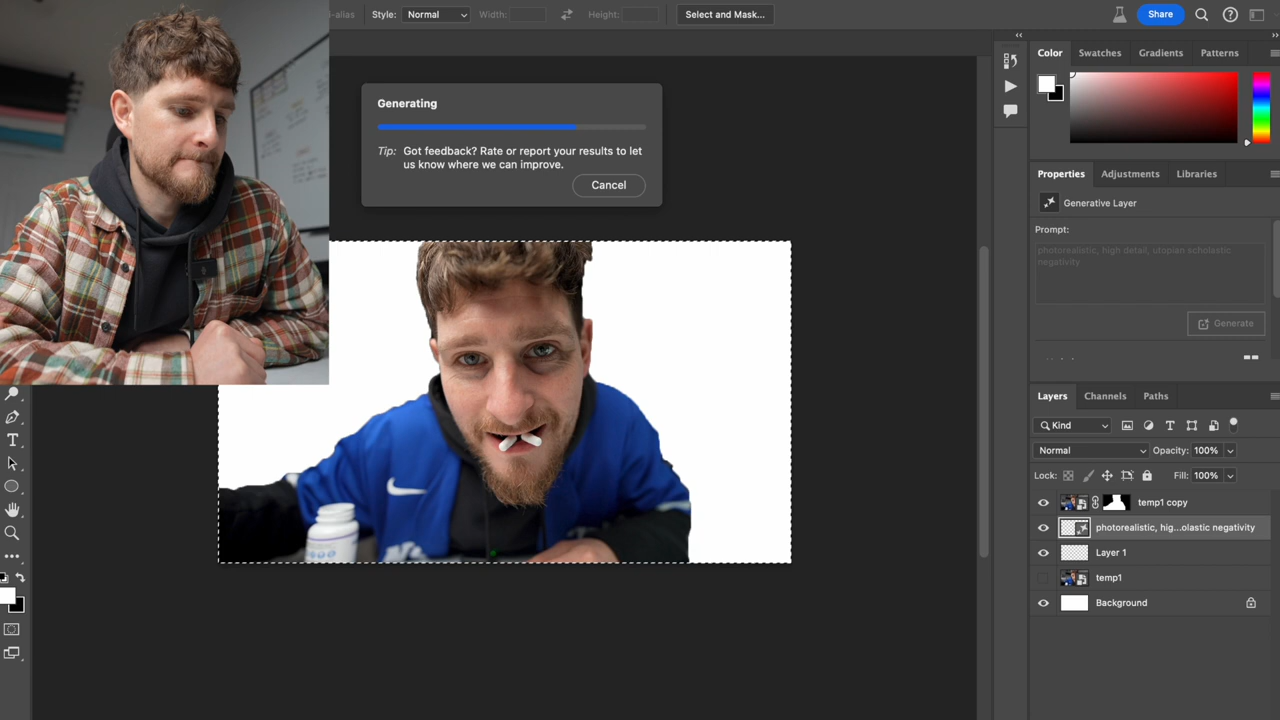 -alias
Style:
Normal
Width:
Height:
Select and Mask...
Share
Color
Swatches
Gradients
Patterns
Generating
Tip: Got feedback? Rate or report your results to let
us know where we can improve.
Cancel
Properties
Adjustments
Libraries
Generative Layer
Prompt:
photorealistic, high detail, utopian scholastic
negativity
Generate
Layers
Channels
Paths
Kind
Normal
Opacity: 100%
Lock:
Fill: 100%
temp1 copy
photorealistic, hig...olastic negativity
Layer 1
temp1
Background